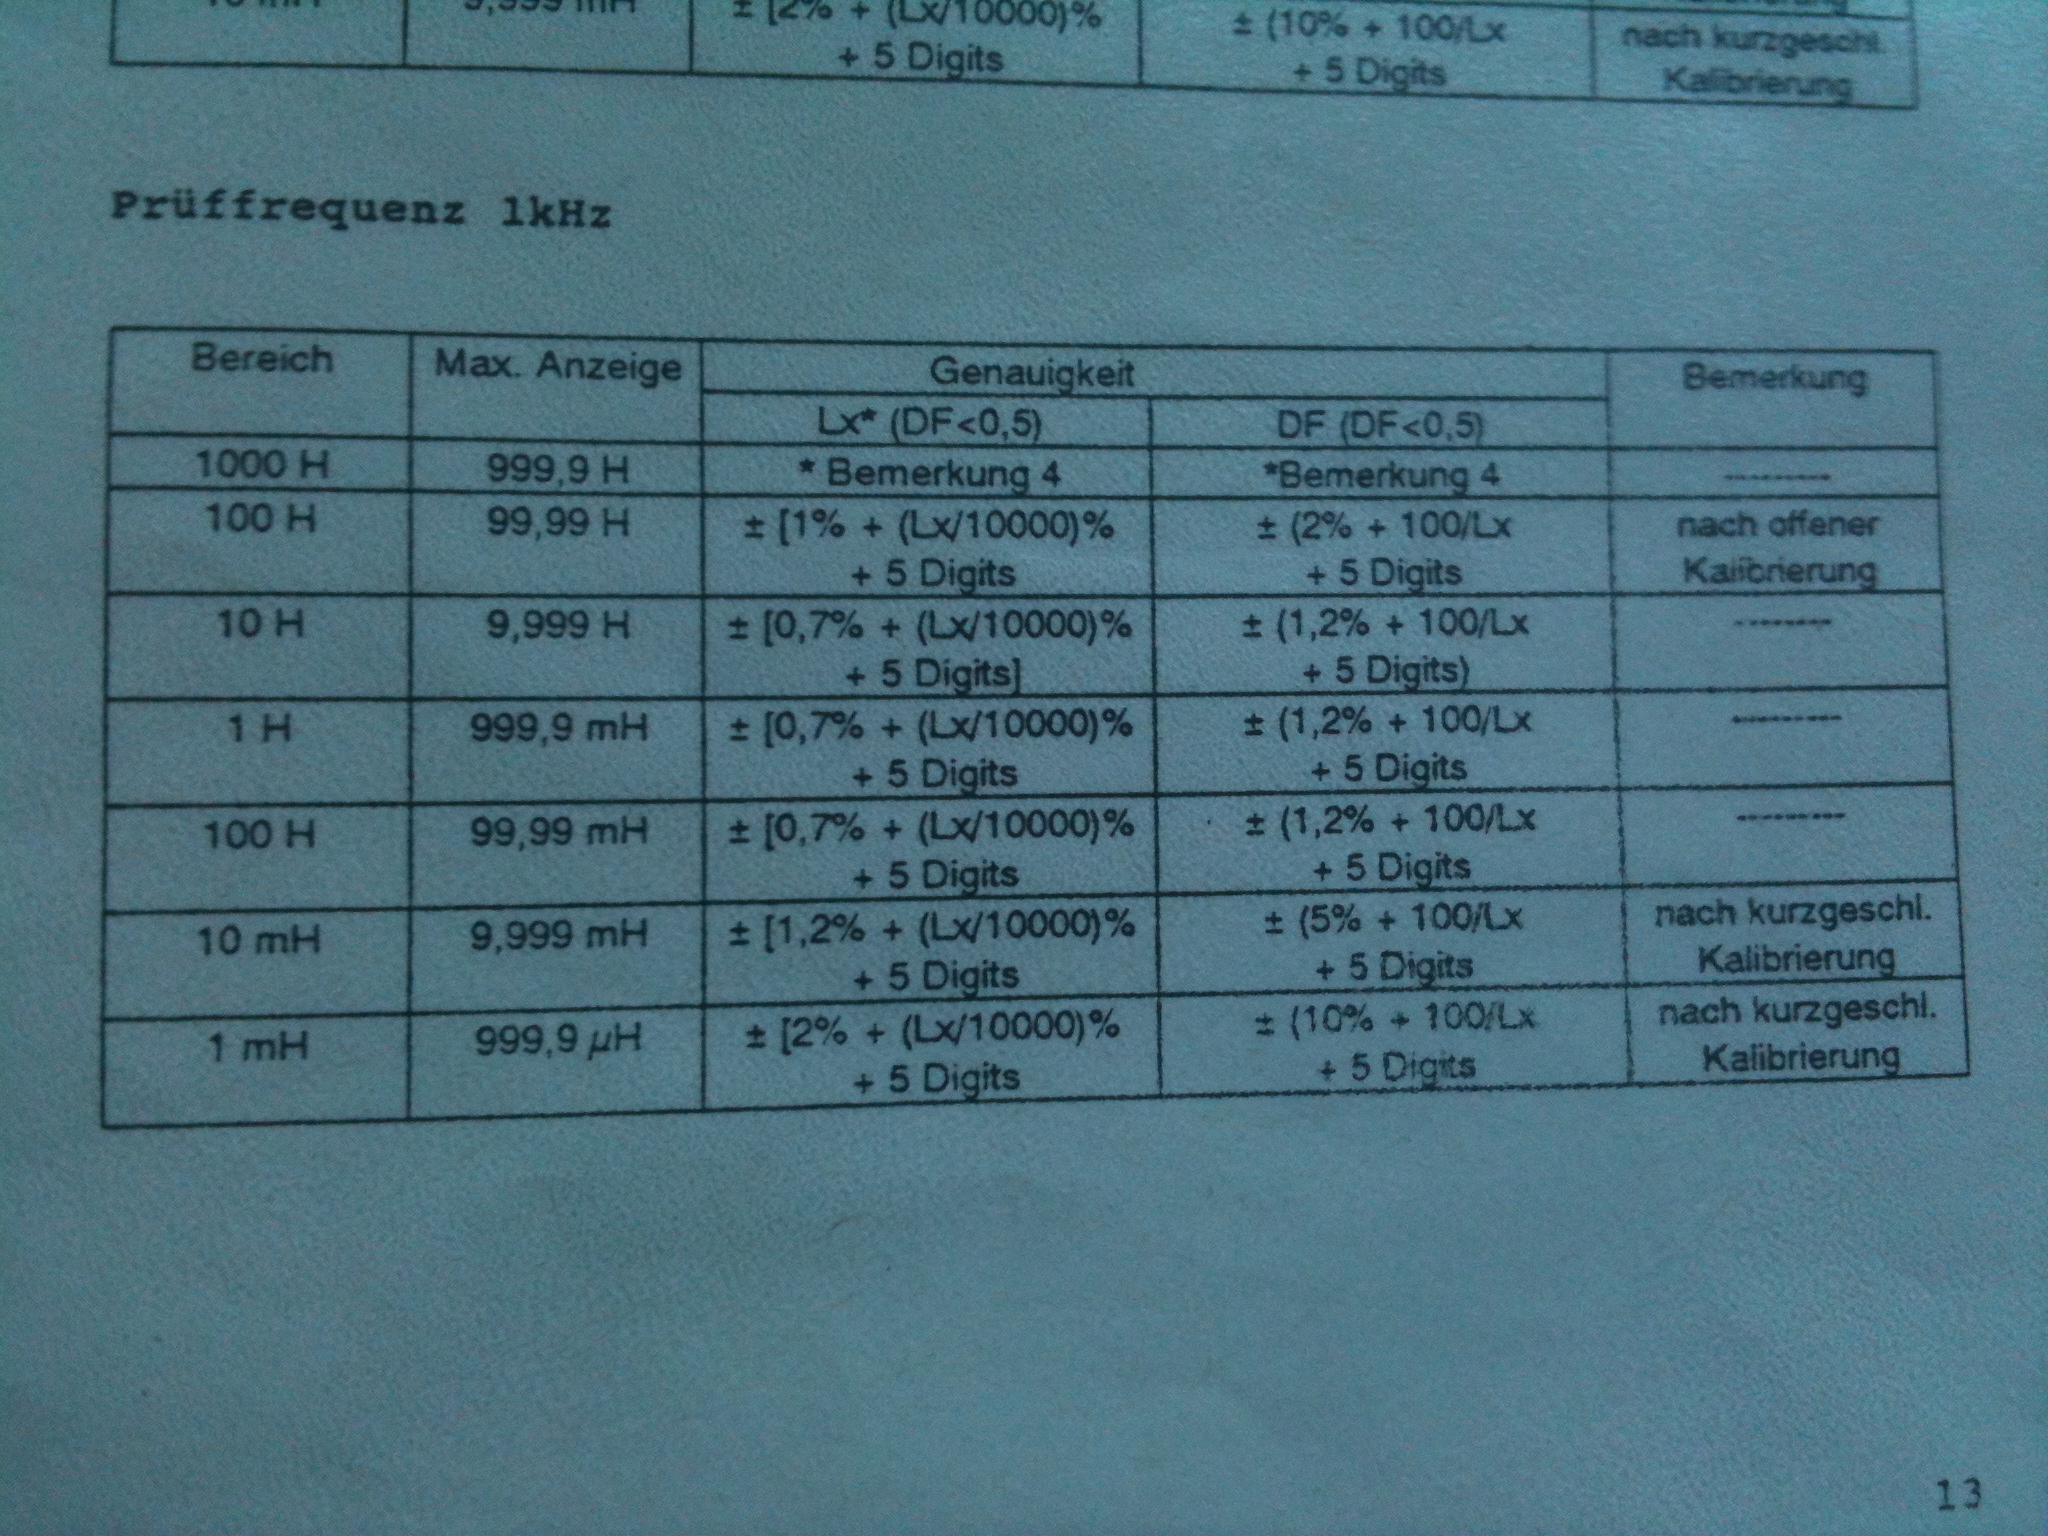 9,999 mH ± [2% + (Lx/10000)% ± (10% + 100/Lx nach kurzgeschl.
+ 5 Digits + 5 Digits Kalibrierung
Prüffrequenz 1kHz
Bereich Max. Anzeige Genauigkeit Bemerkung
Lx* (DF<0,5) DF (DF<0,5)
1000 H 999,9 H * Bemerkung 4 *Bemerkung 4 ---------
100 H 99,99 H ± [1% + (Lx/10000)% ± (2% + 100/Lx nach offener
+ 5 Digits + 5 Digits Kalibrierung
10 H 9,999 H ± [0,7% + (Lx/10000)% ± (1,2% + 100/Lx ---------
+ 5 Digits] + 5 Digits)
1 H 999,9 mH ± [0,7% + (Lx/10000)% ± (1,2% + 100/Lx ---------
+ 5 Digits + 5 Digits
100 H 99,99 mH ± [0,7% + (Lx/10000)% ± (1,2% + 100/Lx ---------
+ 5 Digits + 5 Digits
10 mH 9,999 mH ± [1,2% + (Lx/10000)% ± (5% + 100/Lx nach kurzgeschl.
+ 5 Digits + 5 Digits Kalibrierung
1 mH 999,9 µH ± [2% + (Lx/10000)% ± (10% + 100/Lx nach kurzgeschl.
+ 5 Digits + 5 Digits Kalibrierung
13